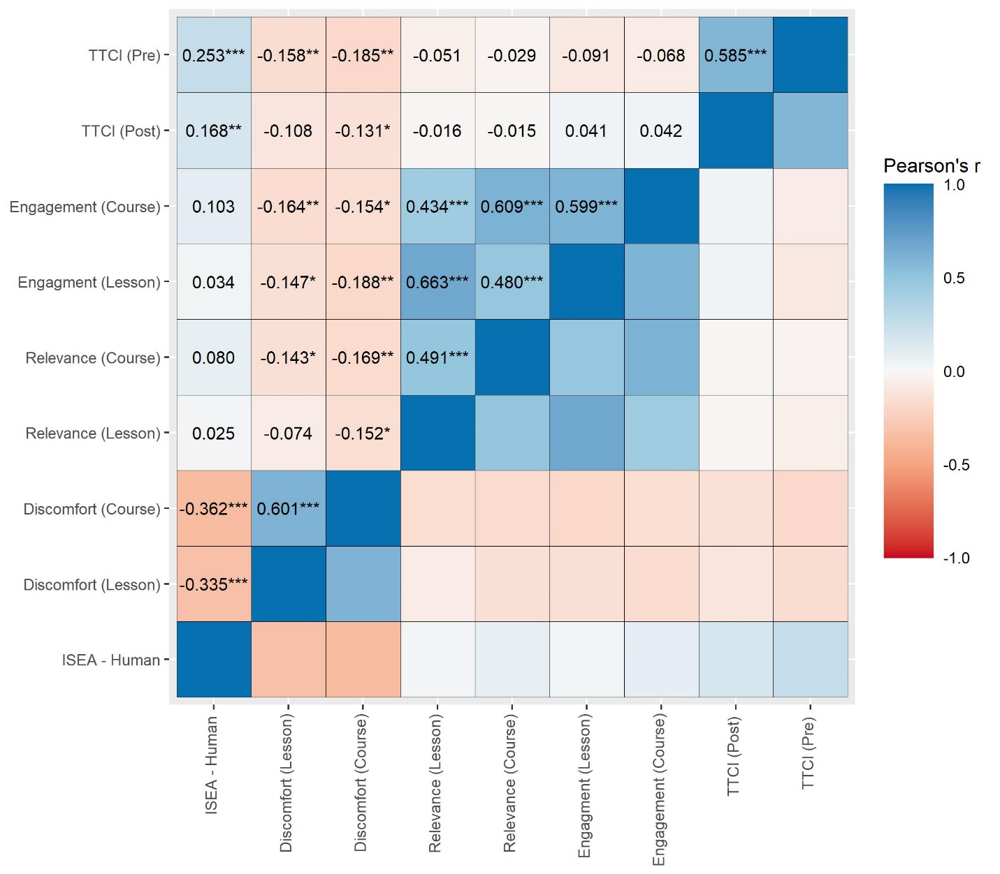 TTCI (Pre) 0.253*** -0.158** -0.185** -0.051 -0.029 -0.091 -0.068 0.585***
TTCI (Post) 0.168** -0.108 -0.131* -0.016 -0.015 0.041 0.042
Engagement (Course) 0.103 -0.164** -0.154* 0.434*** 0.609*** 0.599***
Engagment (Lesson) 0.034 -0.147* -0.188** 0.663*** 0.480***
Relevance (Course) 0.080 -0.143* -0.169** 0.491***
Relevance (Lesson) 0.025 -0.074 -0.152*
Discomfort (Course) -0.362*** 0.601***
Discomfort (Lesson) -0.335***
ISEA - Human
ISEA - Human
Discomfort (Lesson)
Discomfort (Course)
Relevance (Lesson)
Relevance (Course)
Engagment (Lesson)
Engagement (Course)
TTCI (Post)
TTCI (Pre)
Pearson's r
1.0
0.5
0.0
-0.5
-1.0